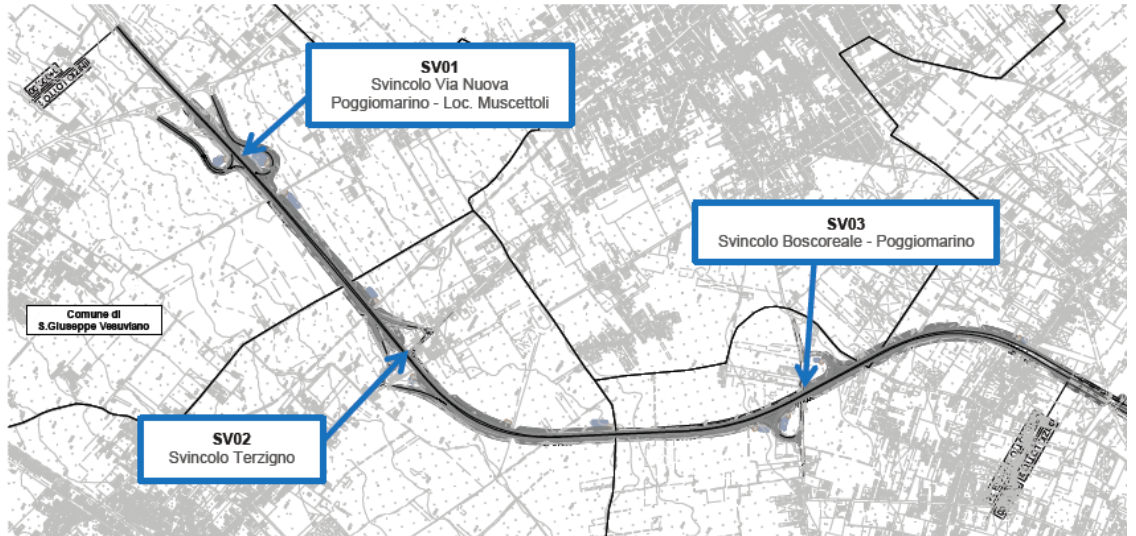 SV01
Svincolo Via Nuova
Poggiomarino - Loc. Muscettoli
SV03
Svincolo Boscoreale - Poggiomarino
Comune di
S.Giuseppe Vesuviano
SV02
Svincolo Terzigno